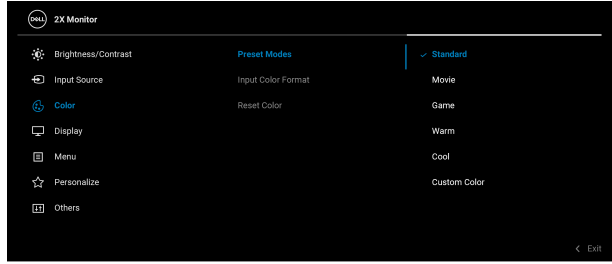 DELL 2X Monitor
Brightness/Contrast Preset Modes Standard
Input Source Input Color Format Movie
Color Reset Color Game
Display Warm
Menu Cool
Personalize Custom Color
Others
Exit